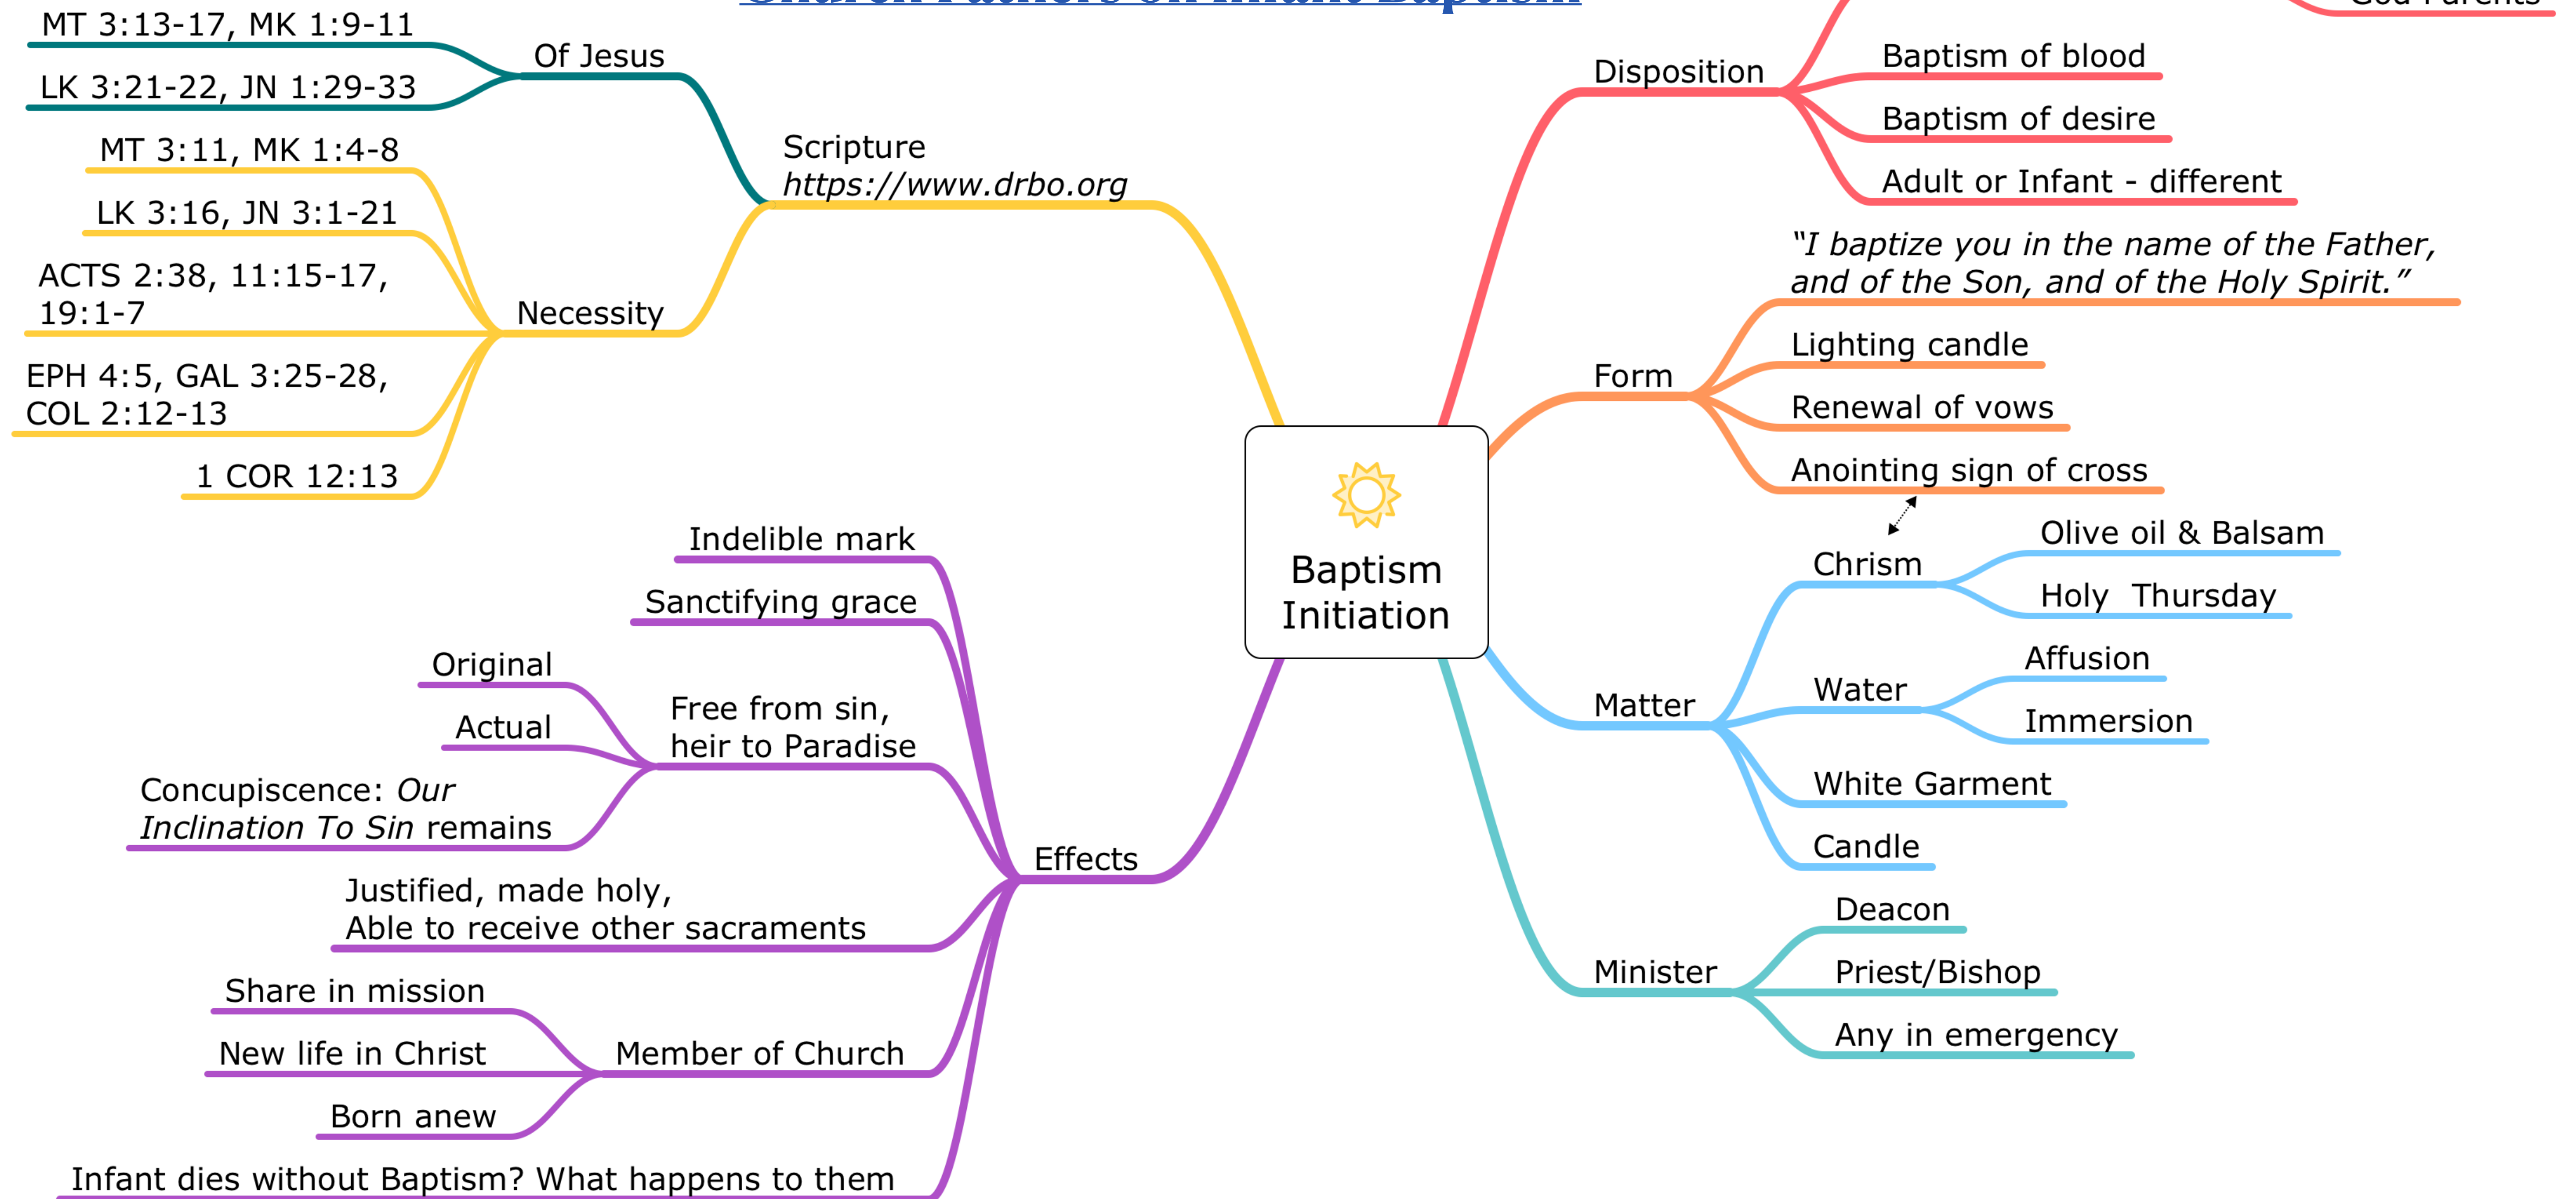 Church Fathers on Infant Baptism
MT 3:13-17, MK 1:9-11
LK 3:21-22, JN 1:29-33
Of Jesus
MT 3:11, MK 1:4-8
LK 3:16, JN 3:1-21
ACTS 2:38, 11:15-17,
19:1-7
EPH 4:5, GAL 3:25-28,
COL 2:12-13
1 COR 12:13
Necessity
Scripture
https://www.drbo.org
Indelible mark
Sanctifying grace
Original
Actual
Concupiscence: Our
Inclination To Sin remains
Free from sin,
heir to Paradise
Justified, made holy,
Able to receive other sacraments
Share in mission
New life in Christ
Born anew
Member of Church
Infant dies without Baptism? What happens to them
Effects
Baptism
Initiation
Disposition
God Parents
Baptism of blood
Baptism of desire
Adult or Infant - different
Form
“I baptize you in the name of the Father,
and of the Son, and of the Holy Spirit.”
Lighting candle
Renewal of vows
Anointing sign of cross
Matter
Chrism
Olive oil & Balsam
Holy  Thursday
Water
Affusion
Immersion
White Garment
Candle
Minister
Deacon
Priest/Bishop
Any in emergency